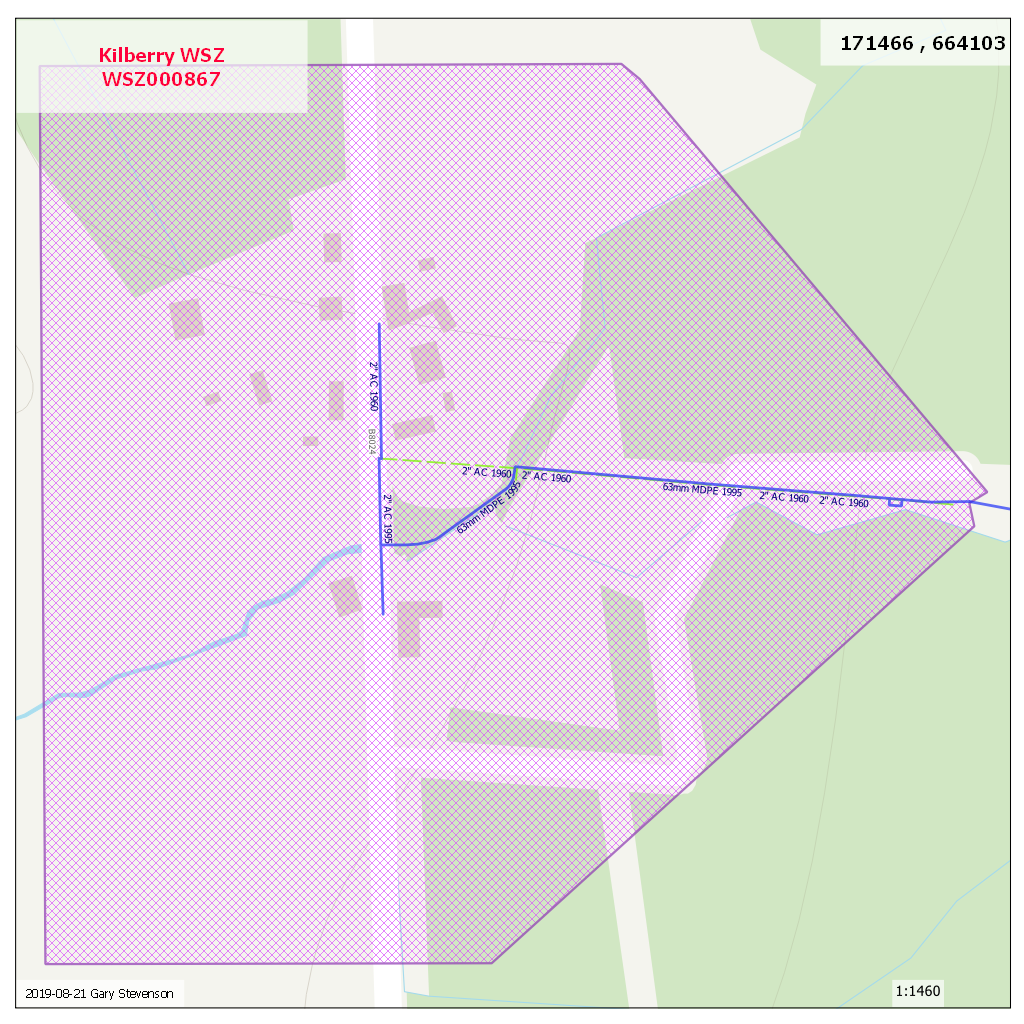 Kilberry WSZ
WSZ000867
171466 , 664103
2" AC 1960
B8024
2" AC 1960
2" AC 1960
63mm MDPE 1995
2" AC 1960
2" AC 1960
63mm MDPE 1995
2" AC 1995
2019-08-21 Gary Stevenson
1:1460